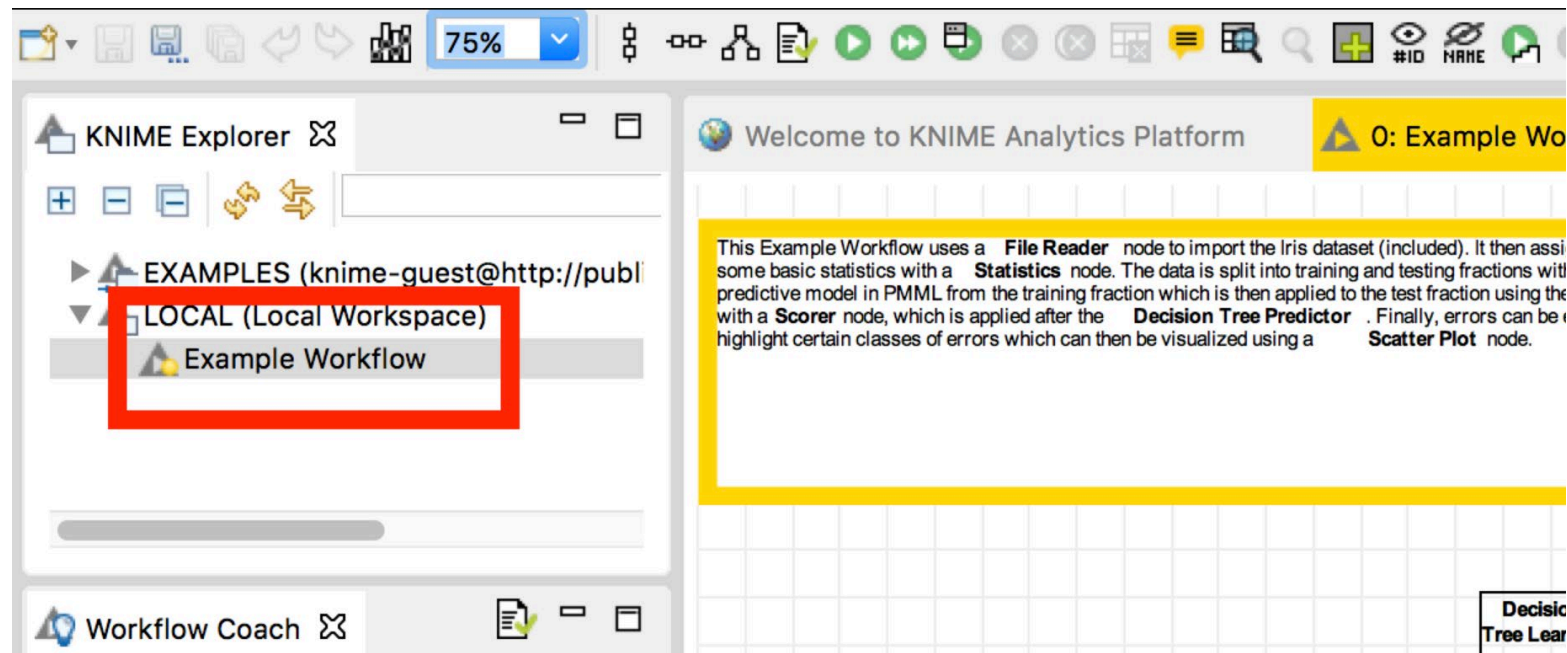 75%
#ID
NAME
KNIME Explorer
Welcome to KNIME Analytics Platform
0: Example Wo
EXAMPLES (knime-guest@http://publi
LOCAL (Local Workspace)
Example Workflow
This Example Workflow uses a File Reader node to import the Iris dataset (included). It then assi
some basic statistics with a Statistics node. The data is split into training and testing fractions wit
predictive model in PMML from the training fraction which is then applied to the test fraction using the
with a Scorer node, which is applied after the Decision Tree Predictor . Finally, errors can be e
highlight certain classes of errors which can then be visualized using a Scatter Plot node.
Workflow Coach
Decisio
Tree Lear